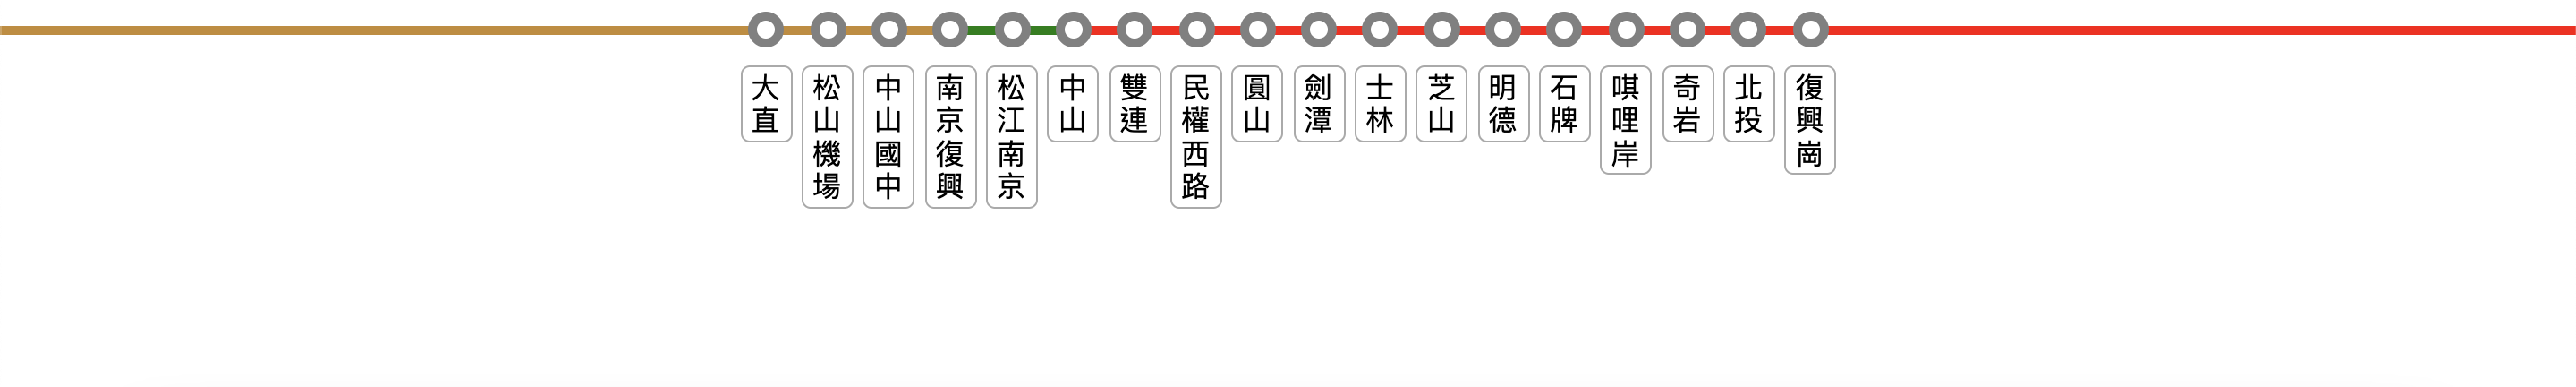 大直
松山機場
中山國中
南京復興
松江南京
中山
雙連
民權西路
圓山
劍潭
士林
芝山
明德
石牌
唭哩岸
奇岩
北投
復興崗